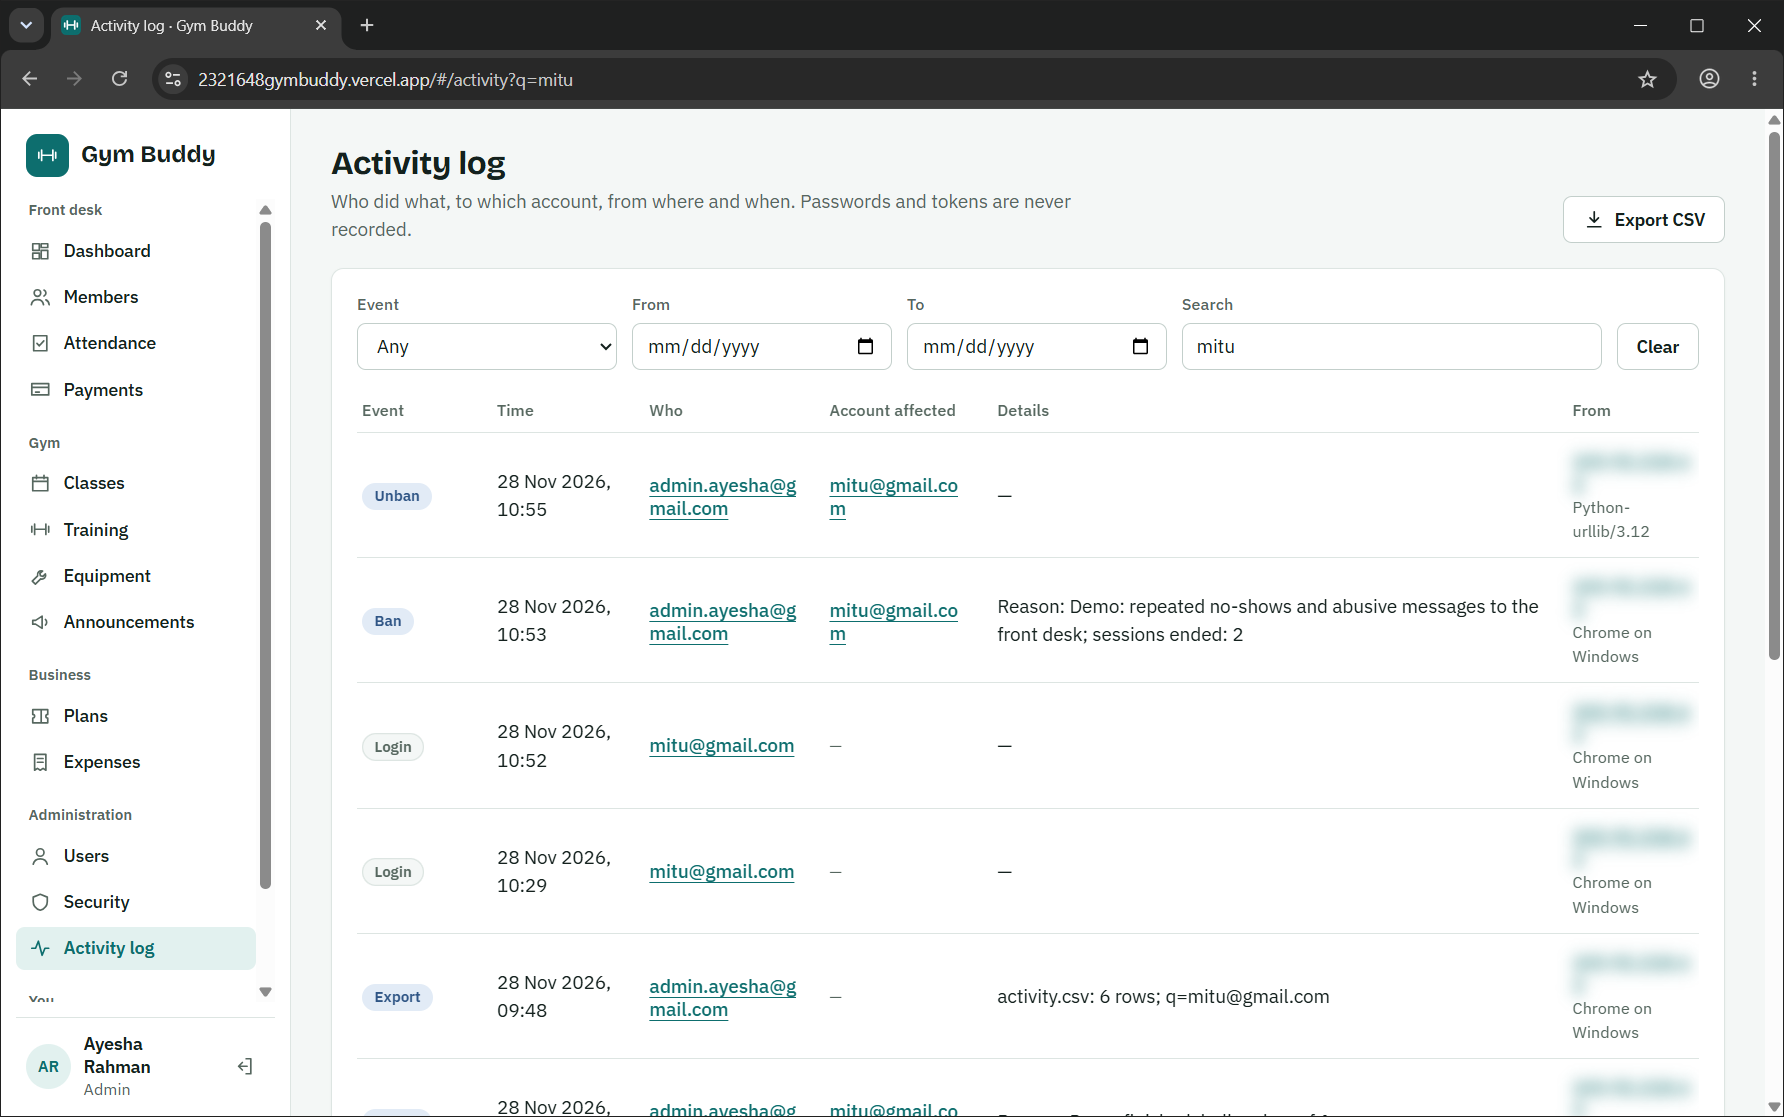 Activity log · Gym Buddy
2321648gymbuddy.vercel.app/#/activity?q=mitu
Gym Buddy
Front desk
Dashboard
Members
Attendance
Payments
Gym
Classes
Training
Equipment
Announcements
Business
Plans
Expenses
Administration
Users
Security
Activity log
You
AR
Ayesha
Rahman
Admin
Activity log
Who did what, to which account, from where and when. Passwords and tokens are never
recorded.
Export CSV
Event From To Search
Any mm/dd/yyyy mm/dd/yyyy mitu Clear
Event Time Who Account affected Details From
Unban
28 Nov 2026,
10:55
admin.ayesha@g
mail.com
mitu@gmail.co
m
—
Python-
urllib/3.12
Ban
28 Nov 2026,
10:53
admin.ayesha@g
mail.com
mitu@gmail.co
m
Reason: Demo: repeated no-shows and abusive messages to the
front desk; sessions ended: 2
Chrome on
Windows
Login
28 Nov 2026,
10:52
mitu@gmail.com
—
—
Chrome on
Windows
Login
28 Nov 2026,
10:29
mitu@gmail.com
—
—
Chrome on
Windows
Export
28 Nov 2026,
09:48
admin.ayesha@g
mail.com
—
activity.csv: 6 rows; q=mitu@gmail.com
Chrome on
Windows
28 Nov 2026,
admin.ayesha@g
mitu@gmail.co